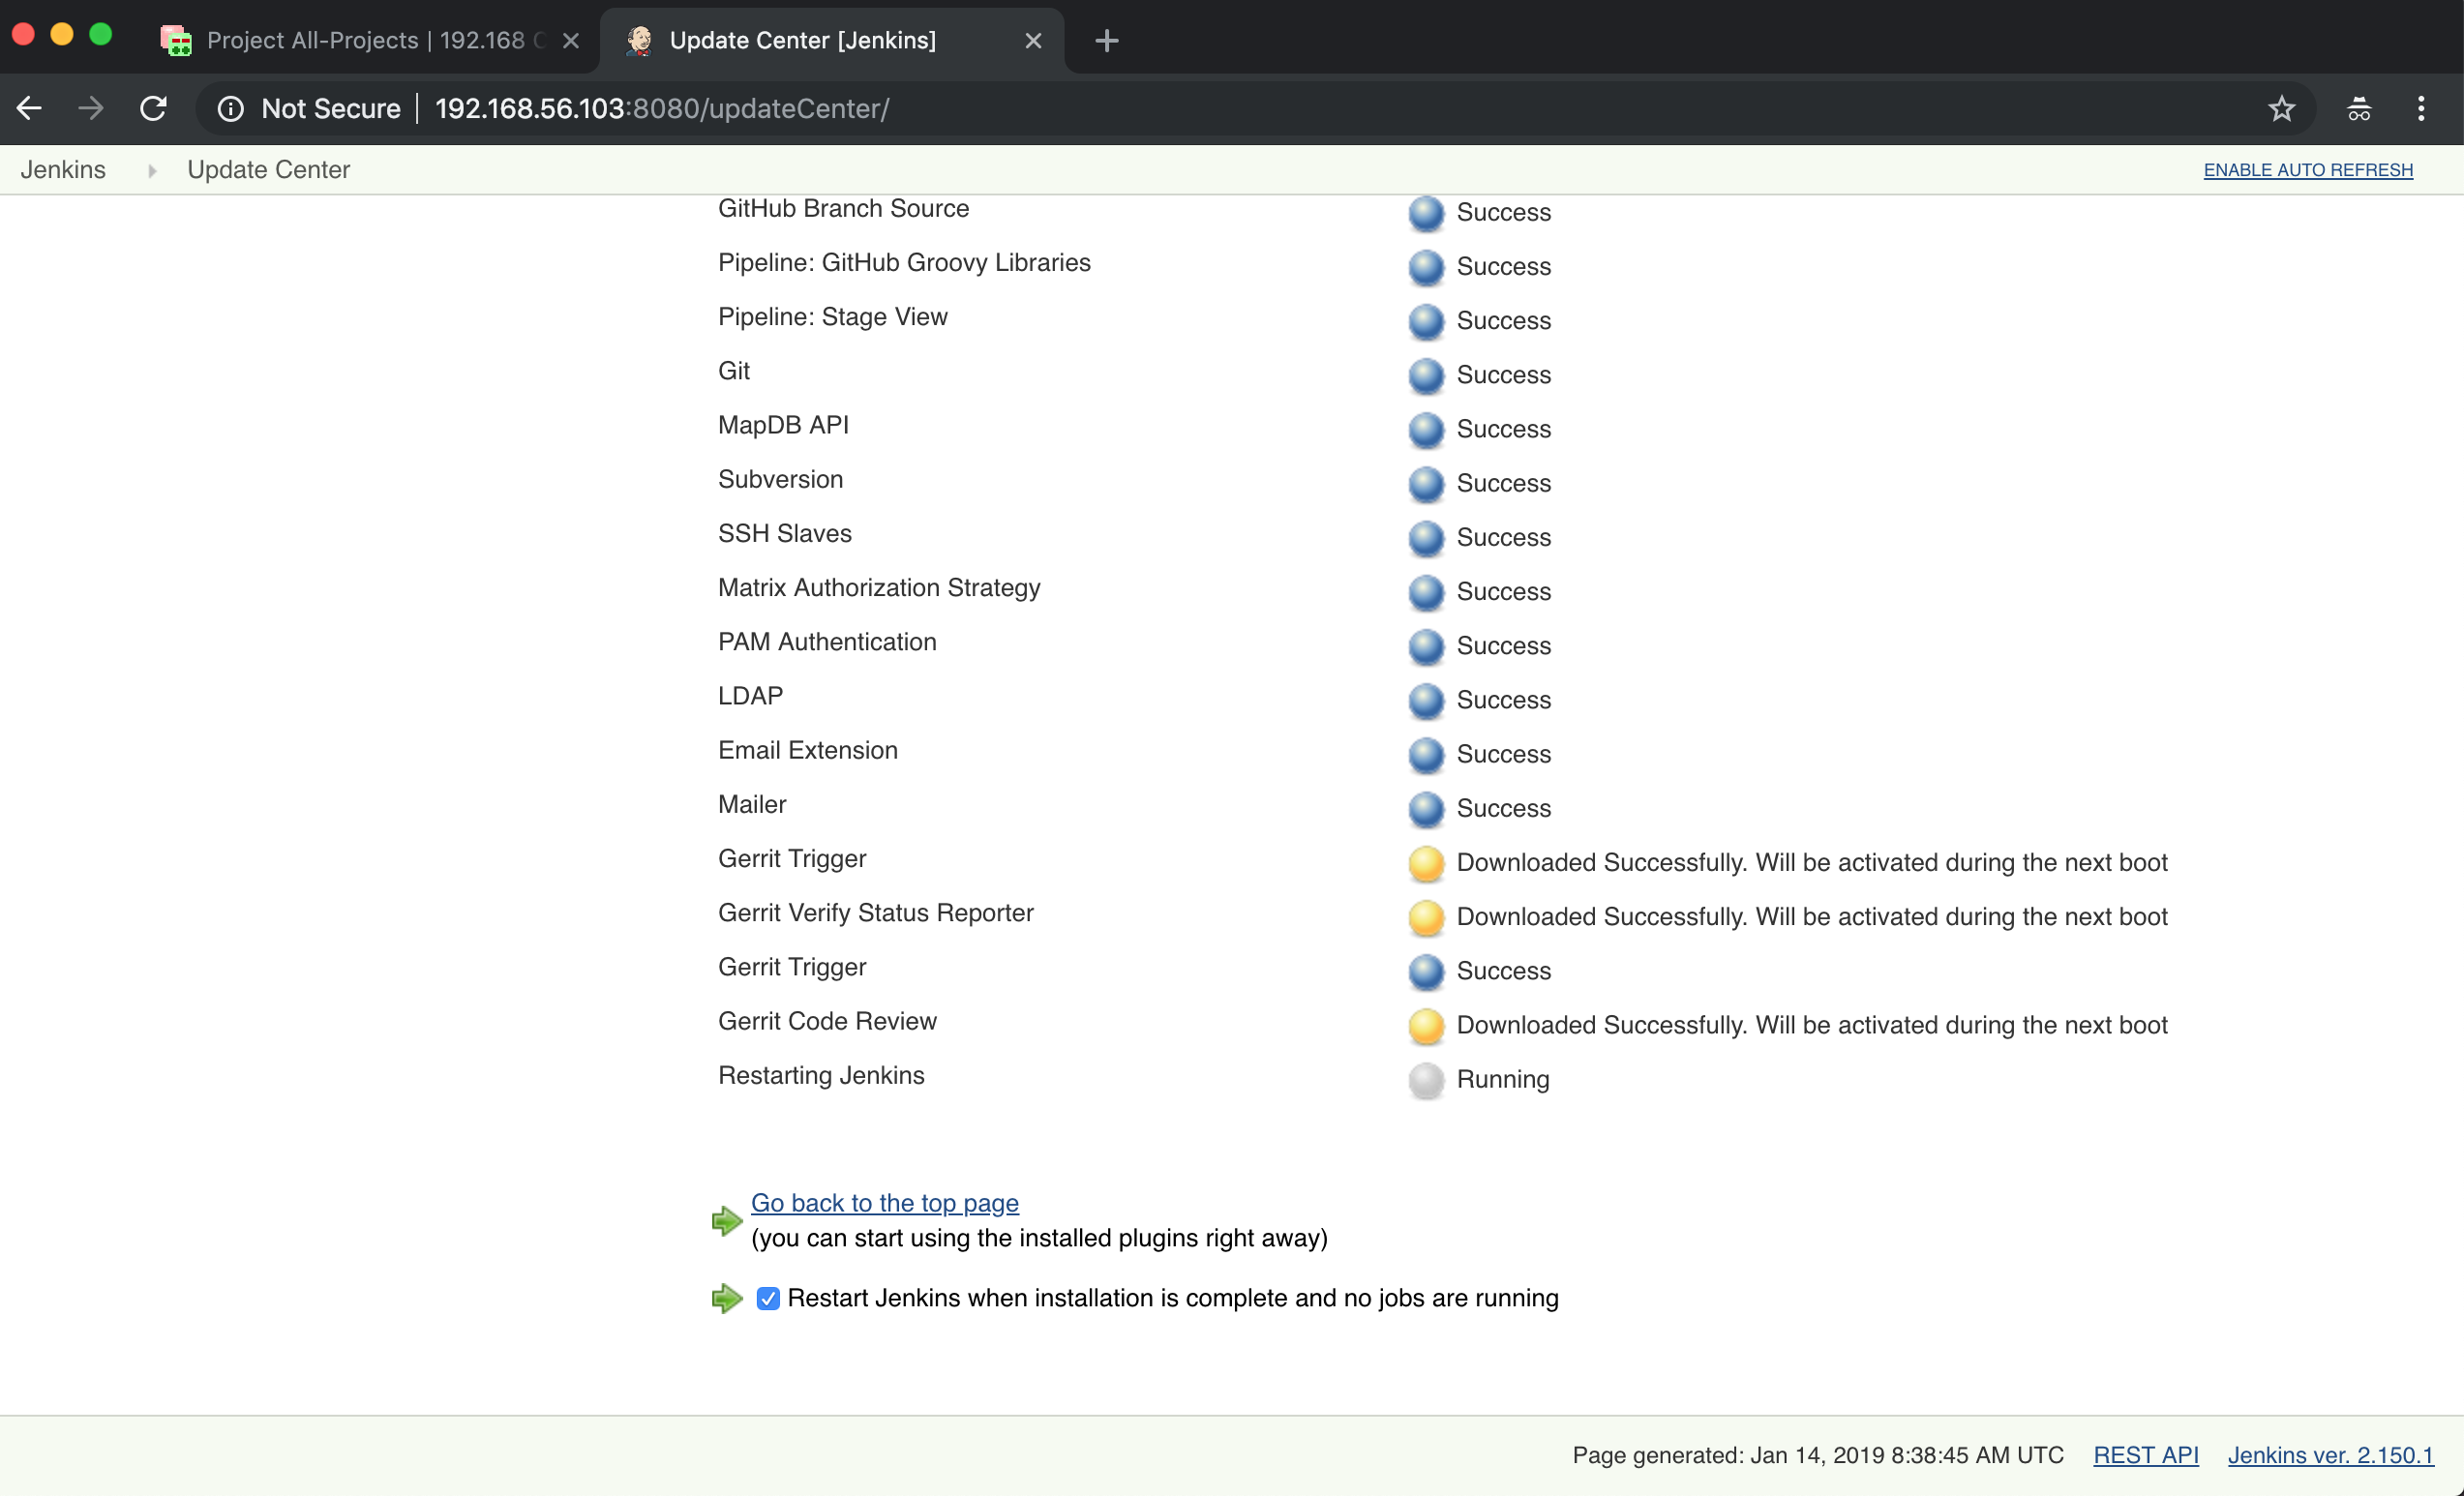 Project All-Projects | 192.168
Update Center [Jenkins]
Not Secure | 192.168.56.103:8080/updateCenter/
Jenkins Update Center ENABLE AUTO REFRESH
GitHub Branch Source Success
Pipeline: GitHub Groovy Libraries Success
Pipeline: Stage View Success
Git Success
MapDB API Success
Subversion Success
SSH Slaves Success
Matrix Authorization Strategy Success
PAM Authentication Success
LDAP Success
Email Extension Success
Mailer Success
Gerrit Trigger Downloaded Successfully. Will be activated during the next boot
Gerrit Verify Status Reporter Downloaded Successfully. Will be activated during the next boot
Gerrit Trigger Success
Gerrit Code Review Downloaded Successfully. Will be activated during the next boot
Restarting Jenkins Running
Go back to the top page
(you can start using the installed plugins right away)
Restart Jenkins when installation is complete and no jobs are running
Page generated: Jan 14, 2019 8:38:45 AM UTC REST API Jenkins ver. 2.150.1